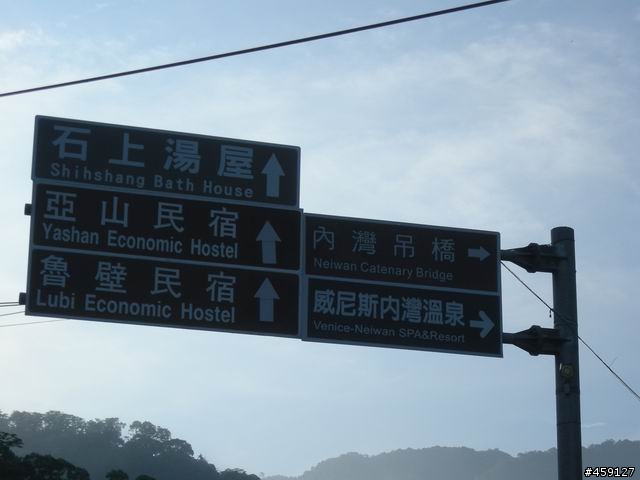 石上湯屋
Shihshang Bath House
亞山民宿
Yashan Economic Hostel
魯壁民宿
Lubi Economic Hostel
內灣吊橋
Neiwan Catenary Bridge
威尼斯內灣溫泉
Venice-Neiwan SPA&Resort
#459127